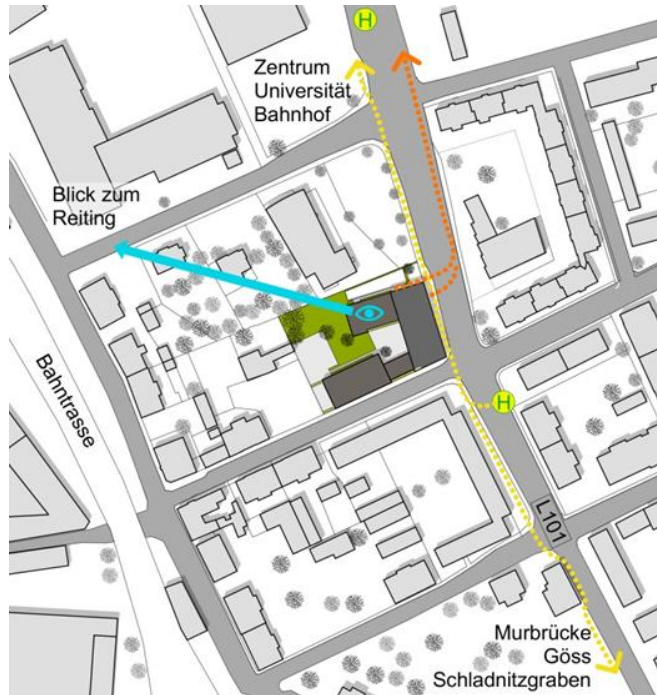 H
Zentrum
Universität
Bahnhof
Blick zum
Reiting
Bahntrasse
H
L101
Murbrücke
Göss
Schladnitzgraben